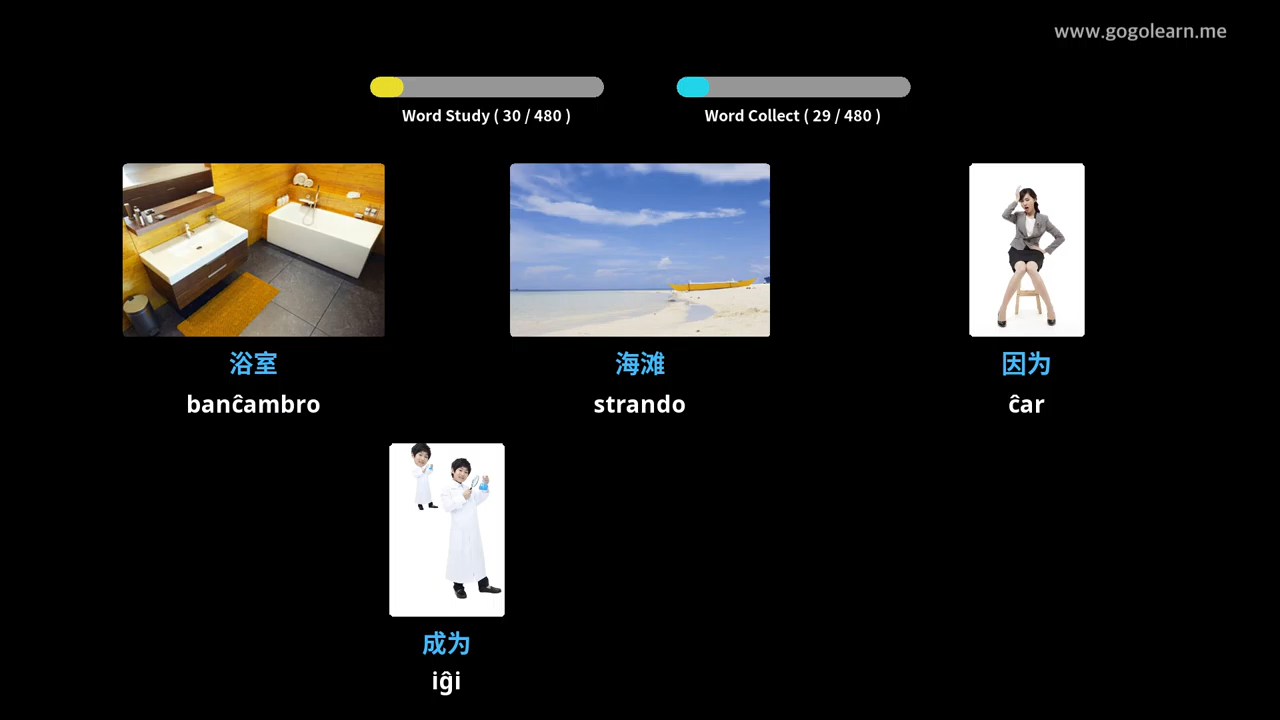 www.gogolearn.me
Word Study ( 30 / 480 )
Word Collect ( 29 / 480 )
浴室
banĉambro
海滩
strando
因为
ĉar
成为
iĝi